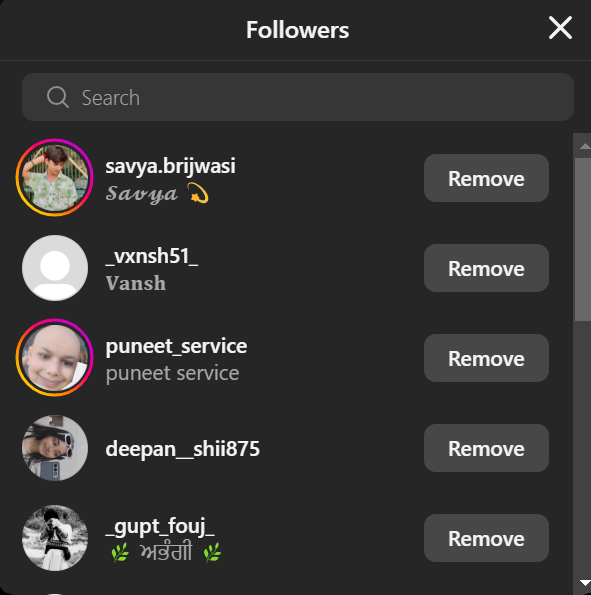 Followers
Search
savya.brijwasi
𝓢𝓪𝓿𝔂𝓪 💫
Remove
_vxnsh51_
𝐕𝐚𝐧𝐬𝐡
Remove
puneet_service
puneet service
Remove
deepan__shii875
Remove
_gupt_fouj_
🌿 ਅਭੰਗੀ 🌿
Remove